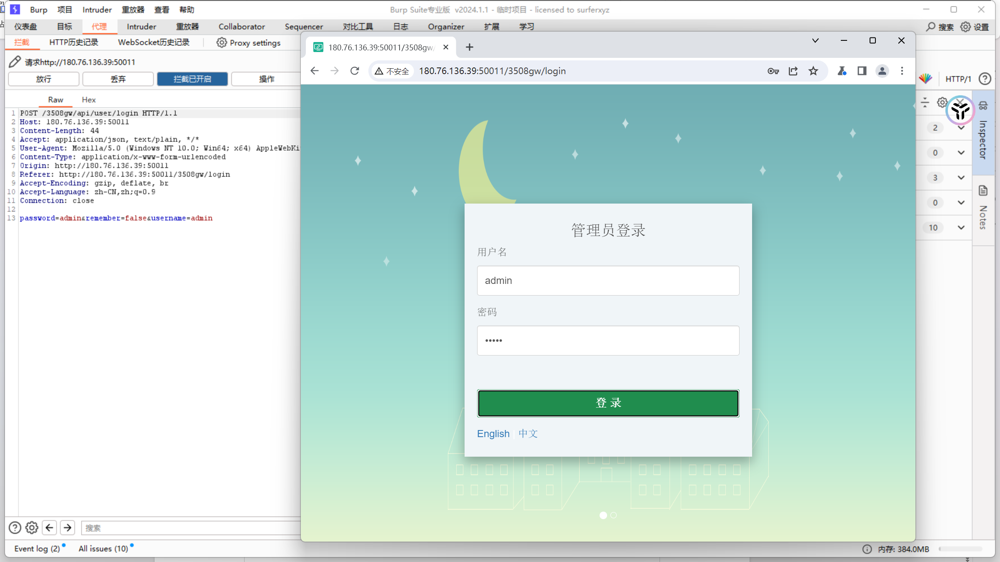 Burp 项目 Intruder 重放器 查看 帮助
Burp Suite专业版 v2024.1.1 - 临时项目 - licensed to surferxyz
仪表盘 目标 代理 Intruder 重放器 Collaborator Sequencer 对比工具 日志 Organizer 扩展 学习
搜索 设置
拦截 HTTP历史记录 WebSocket历史记录 Proxy settings
请求http://180.76.136.39:50011
放行 丢弃 拦截已开启 操作
HTTP/1
Raw Hex
1 POST /3508gw/api/user/login HTTP/1.1
2 Host: 180.76.136.39:50011
3 Content-Length: 44
4 Accept: application/json, text/plain, */*
5 User-Agent: Mozilla/5.0 (Windows NT 10.0; Win64; x64) AppleWebKi
6 Content-Type: application/x-www-form-urlencoded
7 Origin: http://180.76.136.39:50011
8 Referer: http://180.76.136.39:50011/3508gw/login
9 Accept-Encoding: gzip, deflate, br
10 Accept-Language: zh-CN,zh;q=0.9
11 Connection: close
12
13 password=admin&remember=false&username=admin
180.76.136.39:50011/3508gw/
不安全 180.76.136.39:50011/3508gw/login
管理员登录
用户名
admin
密码
•••••
登 录
English | 中文
2
0
3
0
10
Inspector
Notes
搜索
Event log (2) All issues (10)
内存: 384.0MB